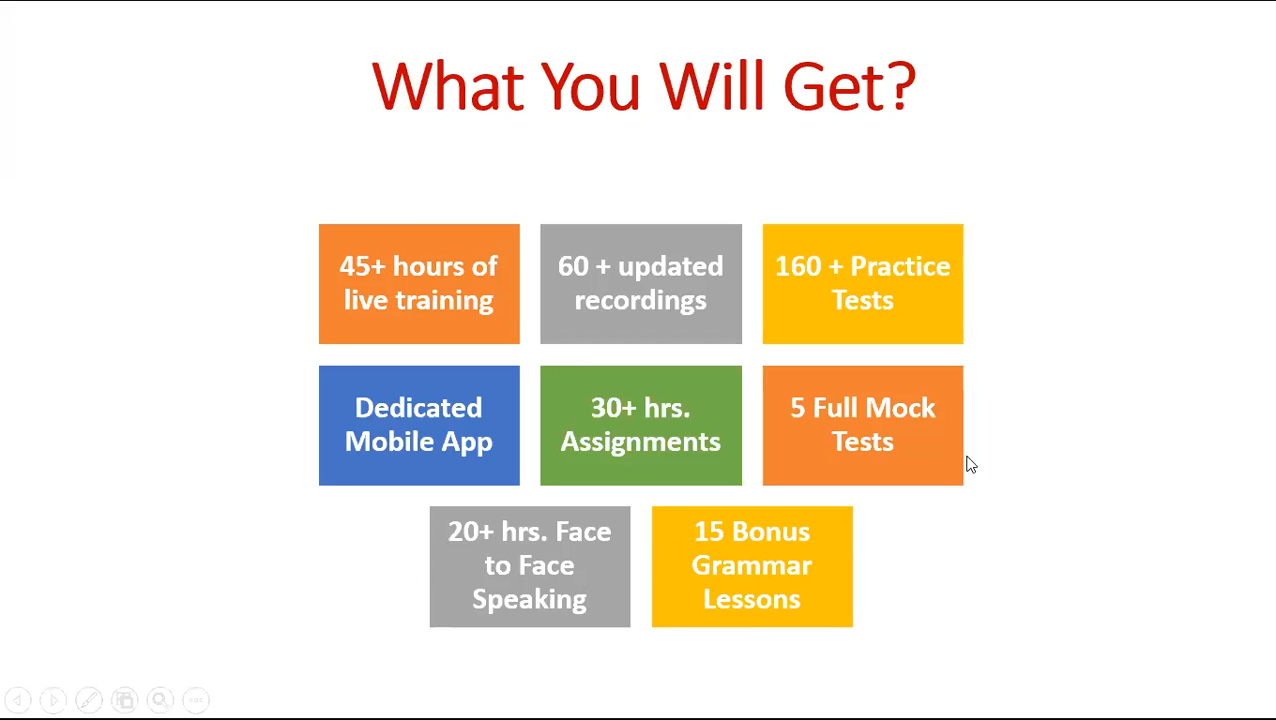 What You Will Get?
45+ hours of
live training
60 + updated
recordings
160 + Practice
Tests
Dedicated
Mobile App
30+ hrs.
Assignments
5 Full Mock
Tests
20+ hrs. Face
to Face
Speaking
15 Bonus
Grammar
Lessons